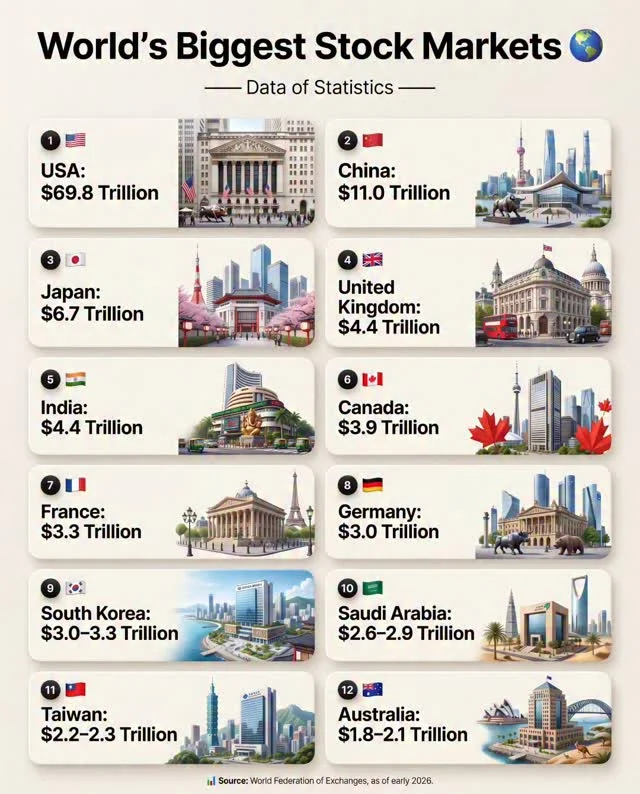 World's Biggest Stock Markets
Data of Statistics
1
USA:
$69.8 Trillion
2
China:
$11.0 Trillion
3
Japan:
$6.7 Trillion
4
United
Kingdom:
$4.4 Trillion
5
India:
$4.4 Trillion
6
Canada:
$3.9 Trillion
7
France:
$3.3 Trillion
8
Germany:
$3.0 Trillion
9
South Korea:
$3.0–3.3 Trillion
10
Saudi Arabia:
$2.6–2.9 Trillion
11
Taiwan:
$2.2–2.3 Trillion
12
Australia:
$1.8–2.1 Trillion
Source: World Federation of Exchanges, as of early 2026.